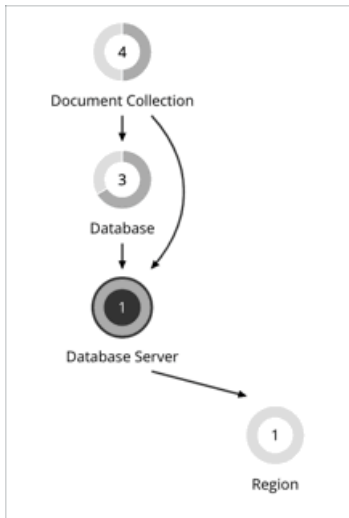 4
Document Collection
3
Database
1
Database Server
1
Region